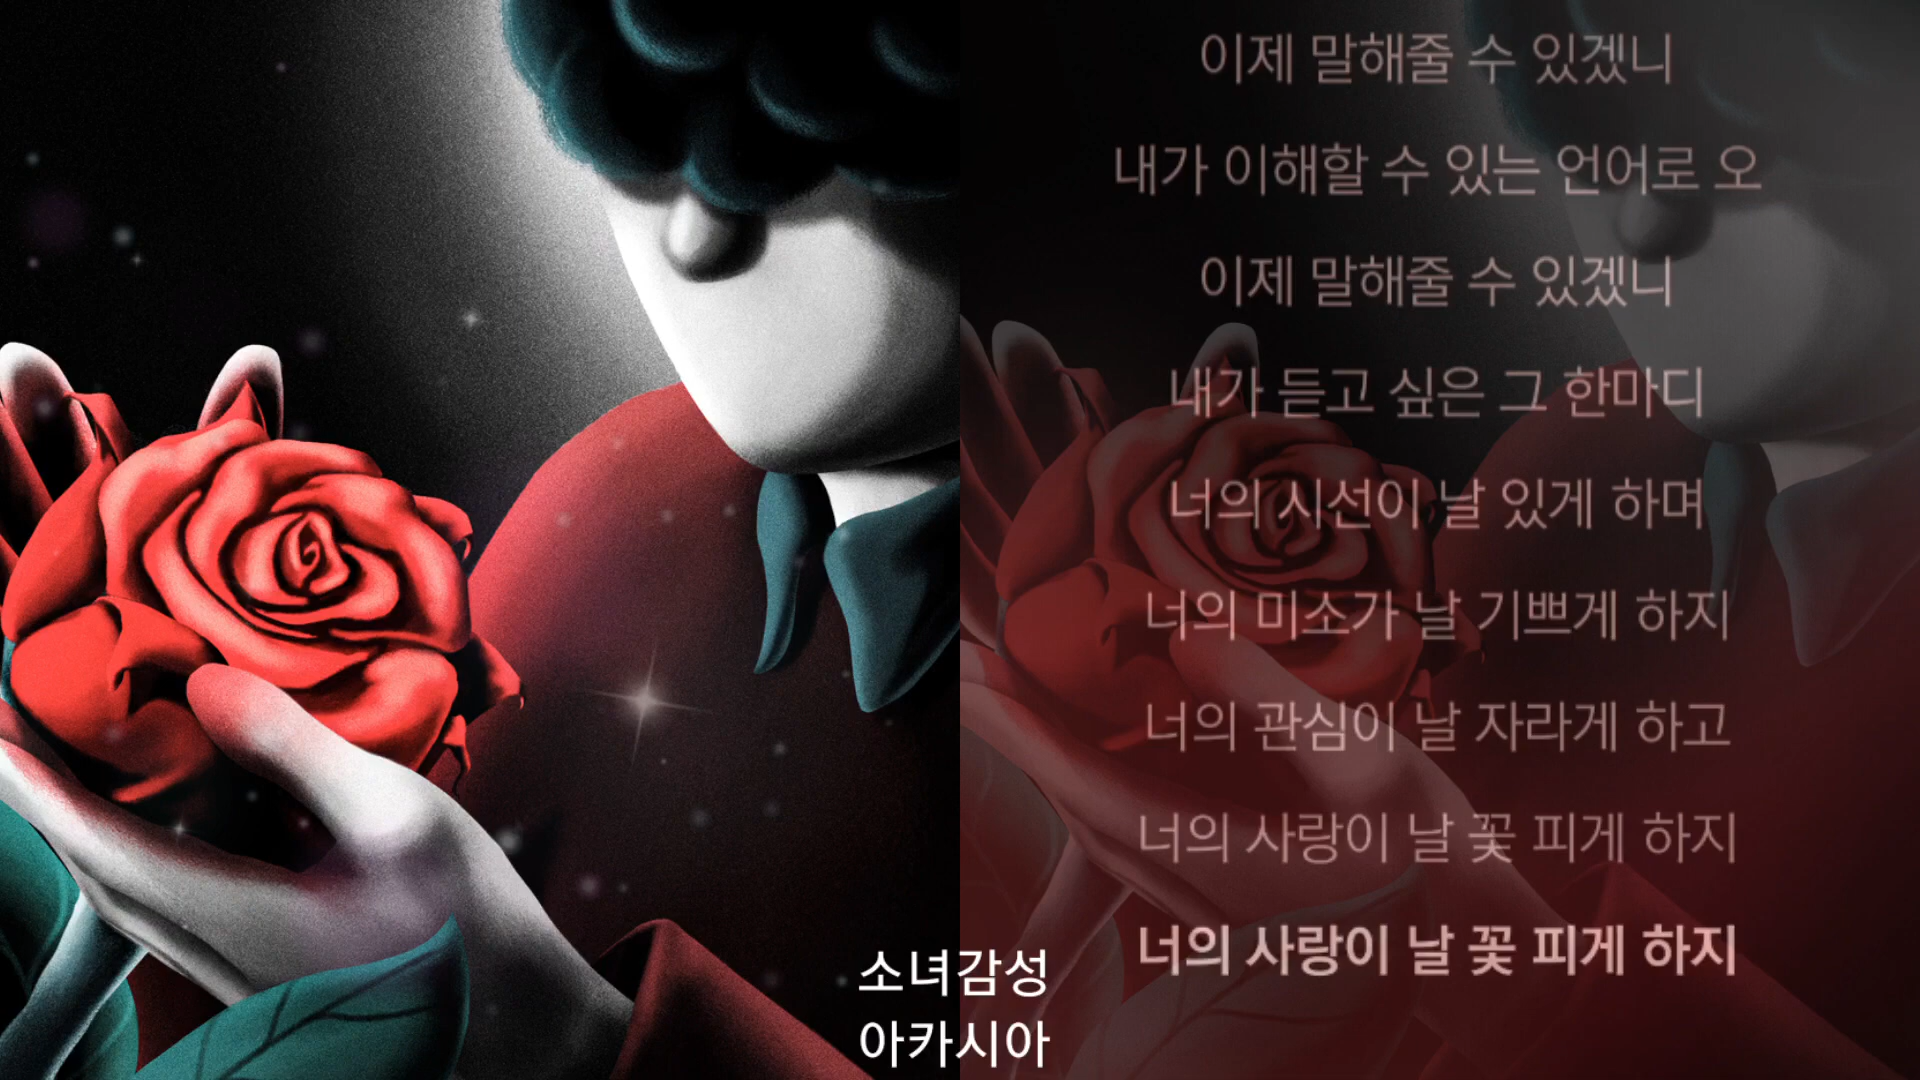 이제 말해줄 수 있겠니
내가 이해할 수 있는 언어로 오
이제 말해줄 수 있겠니
내가 듣고 싶은 그 한마디
너의 시선이 날 있게 하며
너의 미소가 날 기쁘게 하지
너의 관심이 날 자라게 하고
너의 사랑이 날 꽃 피게 하지
너의 사랑이 날 꽃 피게 하지
소녀감성
아카시아